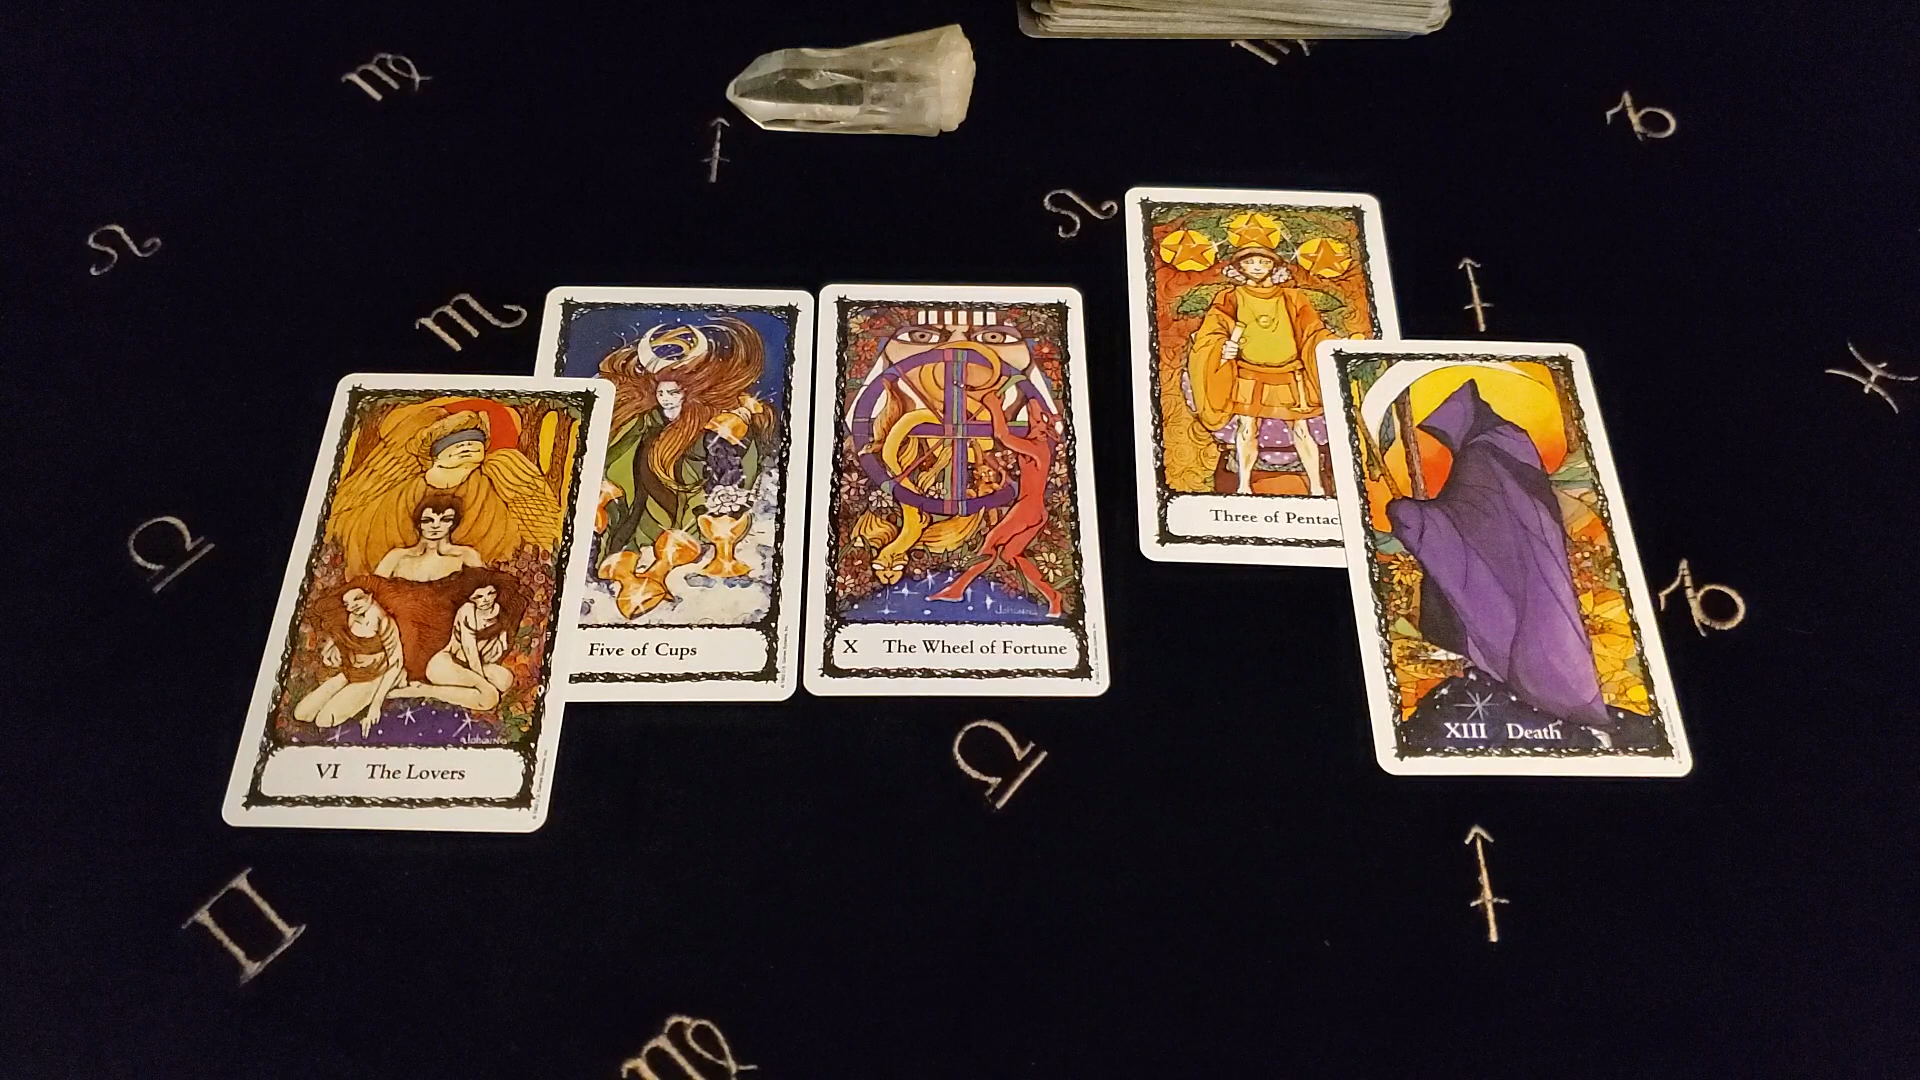 VI The Lovers
Five of Cups
X The Wheel of Fortune
Three of Pentac
XIII Death